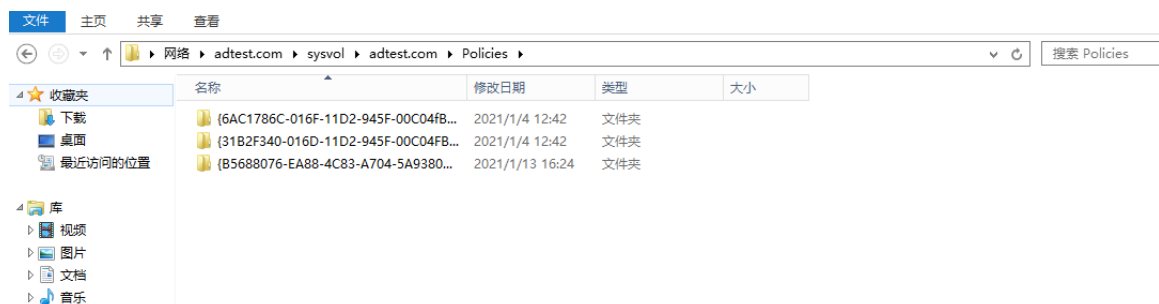 文件 主页 共享 查看
网络 adtest.com sysvol adtest.com Policies 搜索 Policies
收藏夹 名称 修改日期 类型 大小
下载 {6AC1786C-016F-11D2-945F-00C04fB... 2021/1/4 12:42 文件夹
桌面 {31B2F340-016D-11D2-945F-00C04FB... 2021/1/4 12:42 文件夹
最近访问的位置 {B5688076-EA88-4C83-A704-5A9380... 2021/1/13 16:24 文件夹
库
视频
图片
文档
音乐